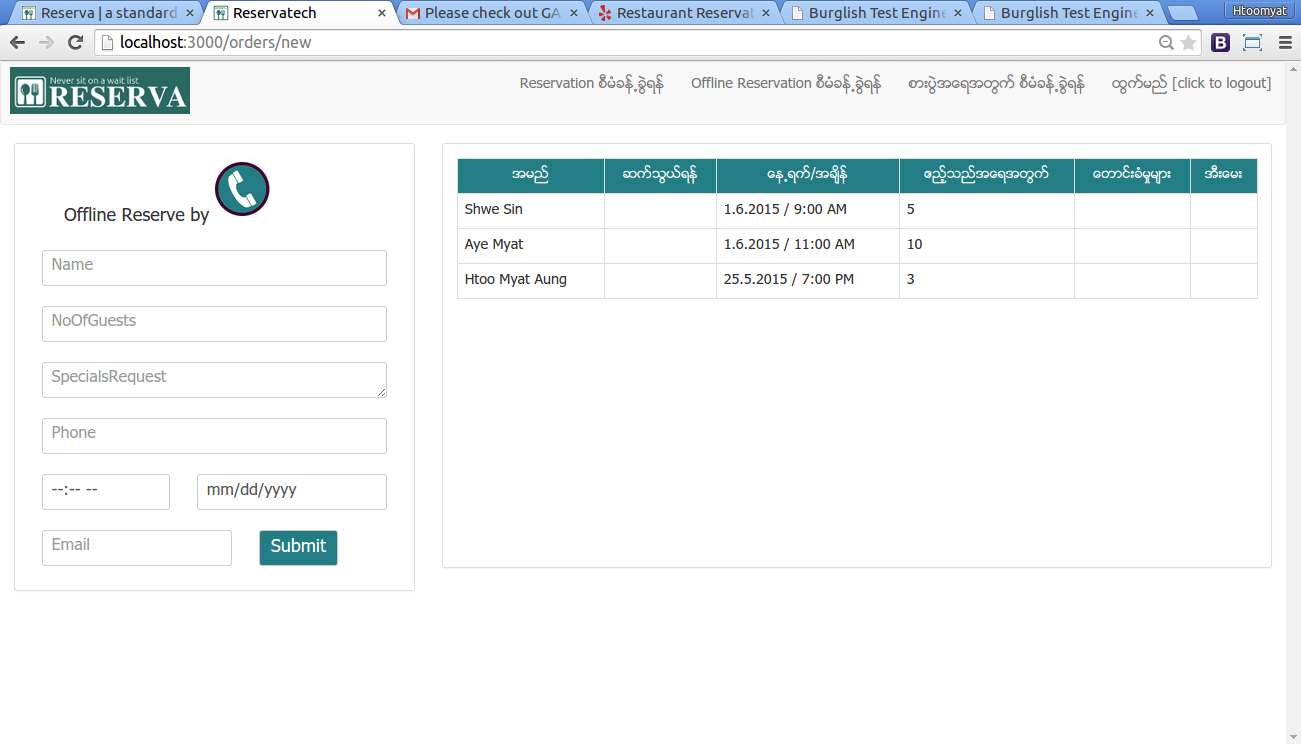 Reserva | a standard
Reservatech
Please check out GA
Restaurant Reservat
Burglish Test Engine
Burglish Test Engine
Htoomyat
localhost:3000/orders/new
B
Never sit on a wait list
RESERVA
Reservation စီမံခန့်ခွဲရန်
Offline Reservation စီမံခန့်ခွဲရန်
စားပွဲအရေအတွက် စီမံခန့်ခွဲရန်
ထွက်မည် [click to logout]
Offline Reserve by
Name
NoOfGuests
SpecialsRequest
Phone
--:-- -- mm/dd/yyyy
Email Submit
အမည် ဆက်သွယ်ရန် နေ့ရက်/အချိန် ဧည့်သည်အရေအတွက် တောင်းခံမှုများ အီးမေး
Shwe Sin 1.6.2015 / 9:00 AM 5
Aye Myat 1.6.2015 / 11:00 AM 10
Htoo Myat Aung 25.5.2015 / 7:00 PM 3